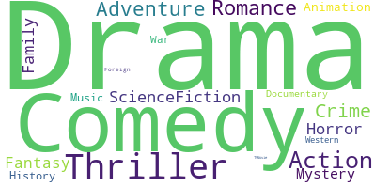 Adventure Romance Animation
Drama
Family
War
Foreign
Music ScienceFiction Documentary
Comedy
Crime
Horror
Western
Fantasy Thriller Action
History
Mystery